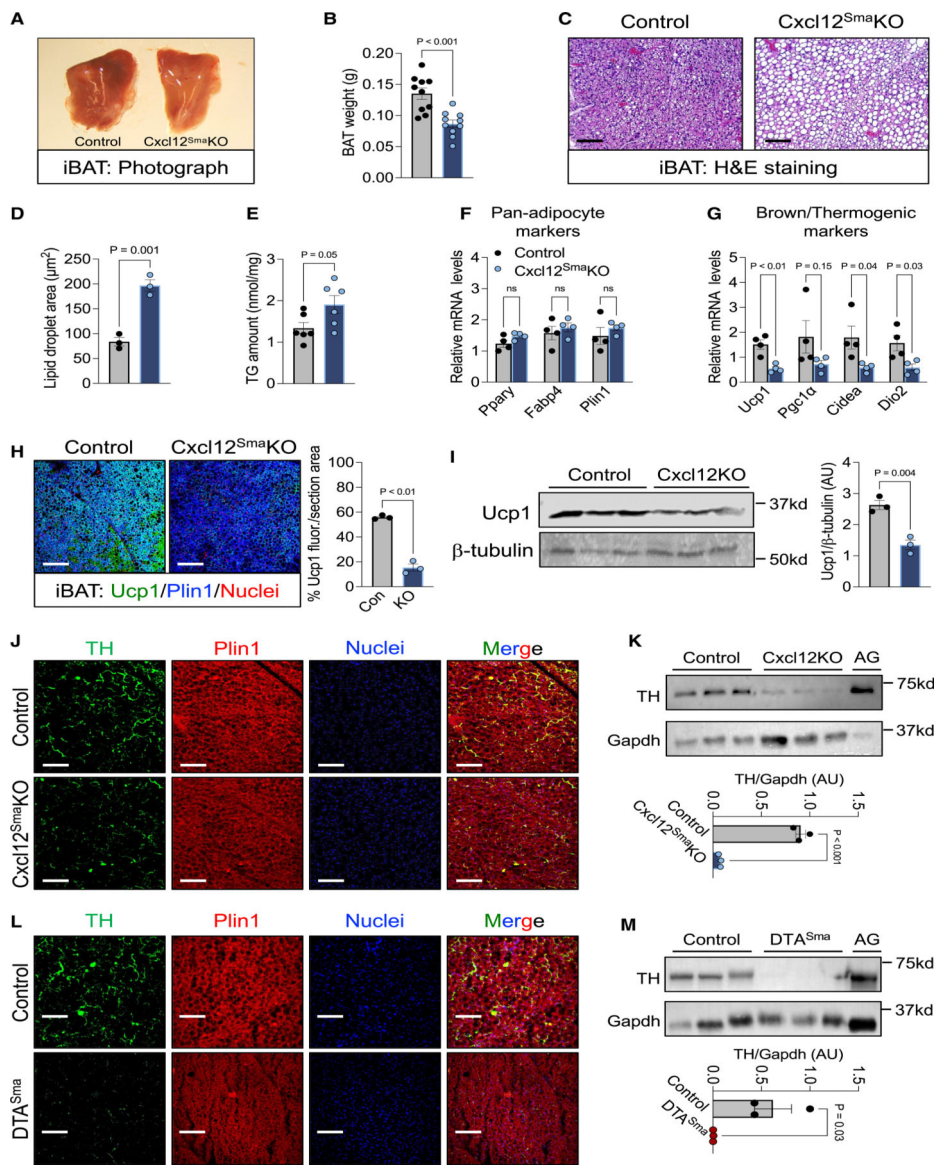 A
Control
Cxcl12ˢᵐᵃKO
iBAT: Photograph
B
P < 0.001
BAT weight (g)
0.20
0.15
0.10
0.05
0.00
C
Control
Cxcl12ˢᵐᵃKO
iBAT: H&E staining
D
P = 0.001
Lipid droplet area (µm²)
250
200
150
100
50
0
E
P = 0.05
TG amount (nmol/mg)
4
3
2
1
0
F
Pan-adipocyte
markers
Control
Cxcl12ˢᵐᵃKO
ns
ns
ns
Relative mRNA levels
4
3
2
1
0
Pparγ
Fabp4
Plin1
G
Brown/Thermogenic
markers
P < 0.01
P = 0.15
P = 0.04
P = 0.03
Relative mRNA levels
5
4
3
2
1
0
Ucp1
Pgc1α
Cidea
Dio2
H
Control
Cxcl12ˢᵐᵃKO
iBAT: Ucp1/Plin1/Nuclei
% Ucp1 fluor./section area
100
80
60
40
20
0
P < 0.01
Con
KO
I
Control
Cxcl12KO
Ucp1
37kd
β-tubulin
50kd
Ucp1/β-tubulin (AU)
4
3
2
1
0
P = 0.004
J
TH
Plin1
Nuclei
Merge
Control
Cxcl12ˢᵐᵃKO
K
Control
Cxcl12KO
AG
75kd
TH
Gapdh
37kd
TH/Gapdh (AU)
0.0
0.5
1.0
1.5
Control
Cxcl12ˢᵐᵃKO
P < 0.001
L
TH
Plin1
Nuclei
Merge
Control
DTAˢᵐᵃ
M
Control
DTAˢᵐᵃ
AG
75kd
TH
Gapdh
37kd
TH/Gapdh (AU)
0.0
0.5
1.0
1.5
Control
DTAˢᵐᵃ
P = 0.03